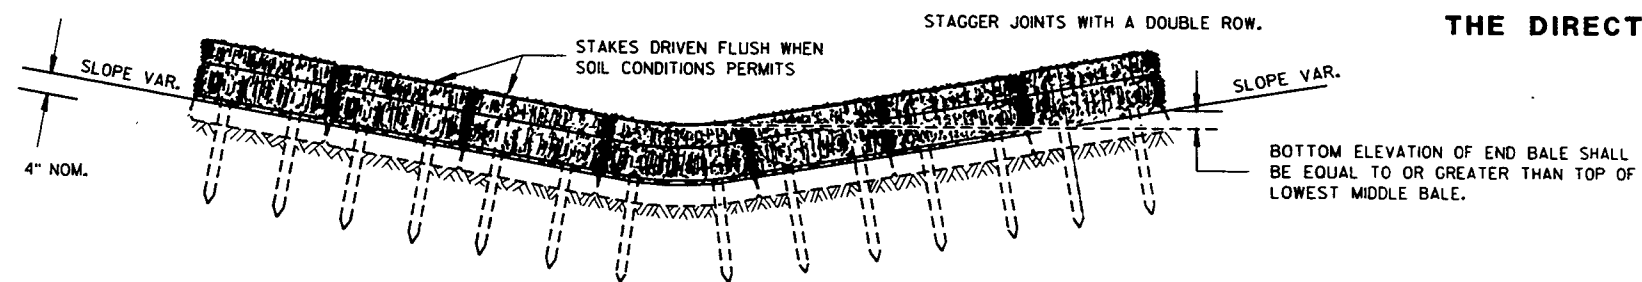 STAGGER JOINTS WITH A DOUBLE ROW.
THE DIRECT
STAKES DRIVEN FLUSH WHEN
SOIL CONDITIONS PERMITS
SLOPE VAR.
SLOPE VAR.
4" NOM.
BOTTOM ELEVATION OF END BALE SHALL
BE EQUAL TO OR GREATER THAN TOP OF
LOWEST MIDDLE BALE.